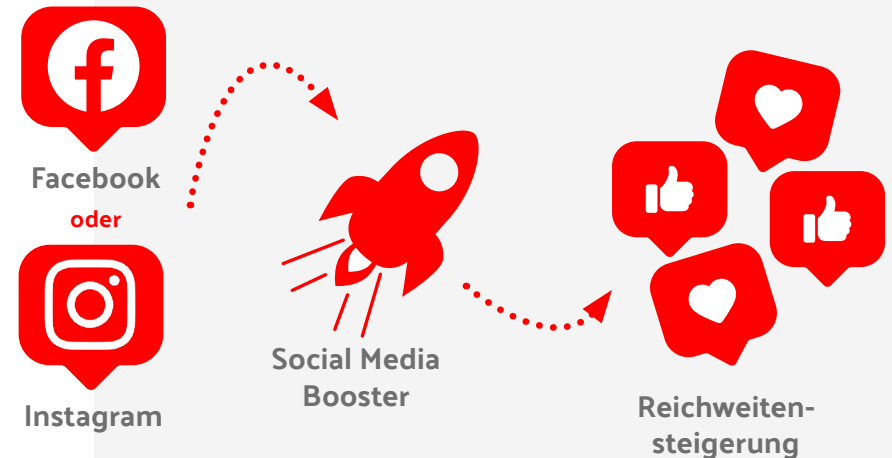 Facebook
oder
Instagram
Social Media
Booster
Reichweiten-
steigerung